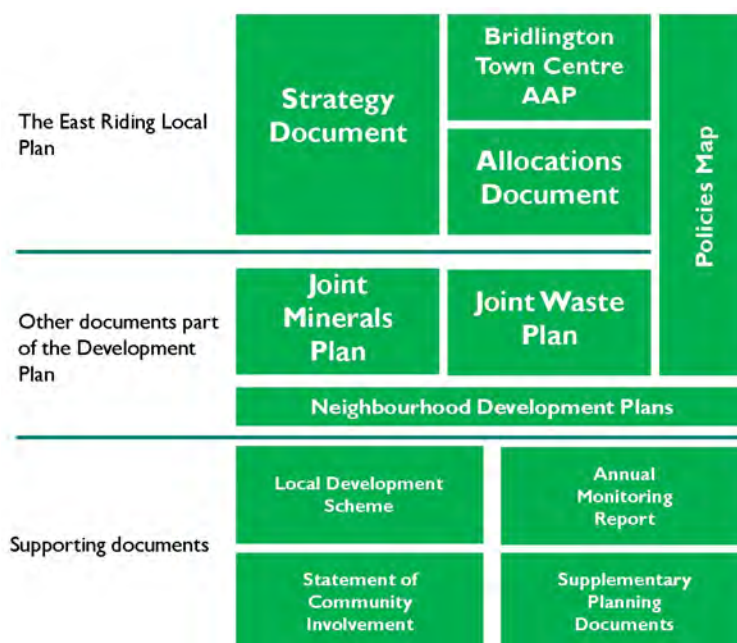 The East Riding Local
Plan
Strategy
Document
Bridlington
Town Centre
AAP
Allocations
Document
Policies Map
Other documents part
of the Development
Plan
Joint
Minerals
Plan
Joint Waste
Plan
Neighbourhood Development Plans
Supporting documents
Local Development
Scheme
Annual
Monitoring
Report
Statement of
Community
Involvement
Supplementary
Planning
Documents